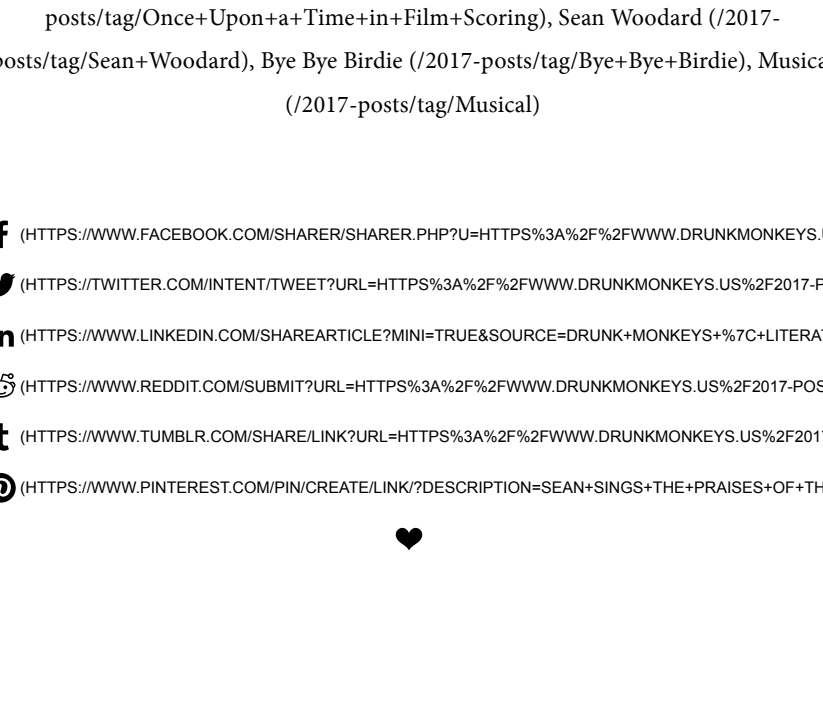 posts/tag/Once+Upon+a+Time+in+Film+Scoring), Sean Woodard (/2017-
posts/tag/Sean+Woodard), Bye Bye Birdie (/2017-posts/tag/Bye+Bye+Birdie), Musica
(/2017-posts/tag/Musical)
(HTTPS://WWW.FACEBOOK.COM/SHARER/SHARER.PHP?U=HTTPS%3A%2F%2FWWW.DRUNKMONKEYS.
(HTTPS://TWITTER.COM/INTENT/TWEET?URL=HTTPS%3A%2F%2FWWW.DRUNKMONKEYS.US%2F2017-P
(HTTPS://WWW.LINKEDIN.COM/SHAREARTICLE?MINI=TRUE&SOURCE=DRUNK+MONKEYS+%7C+LITERAT
(HTTPS://WWW.REDDIT.COM/SUBMIT?URL=HTTPS%3A%2F%2FWWW.DRUNKMONKEYS.US%2F2017-POS
(HTTPS://WWW.TUMBLR.COM/SHARE/LINK?URL=HTTPS%3A%2F%2FWWW.DRUNKMONKEYS.US%2F201
(HTTPS://WWW.PINTEREST.COM/PIN/CREATE/LINK/?DESCRIPTION=SEAN+SINGS+THE+PRAISES+OF+TH